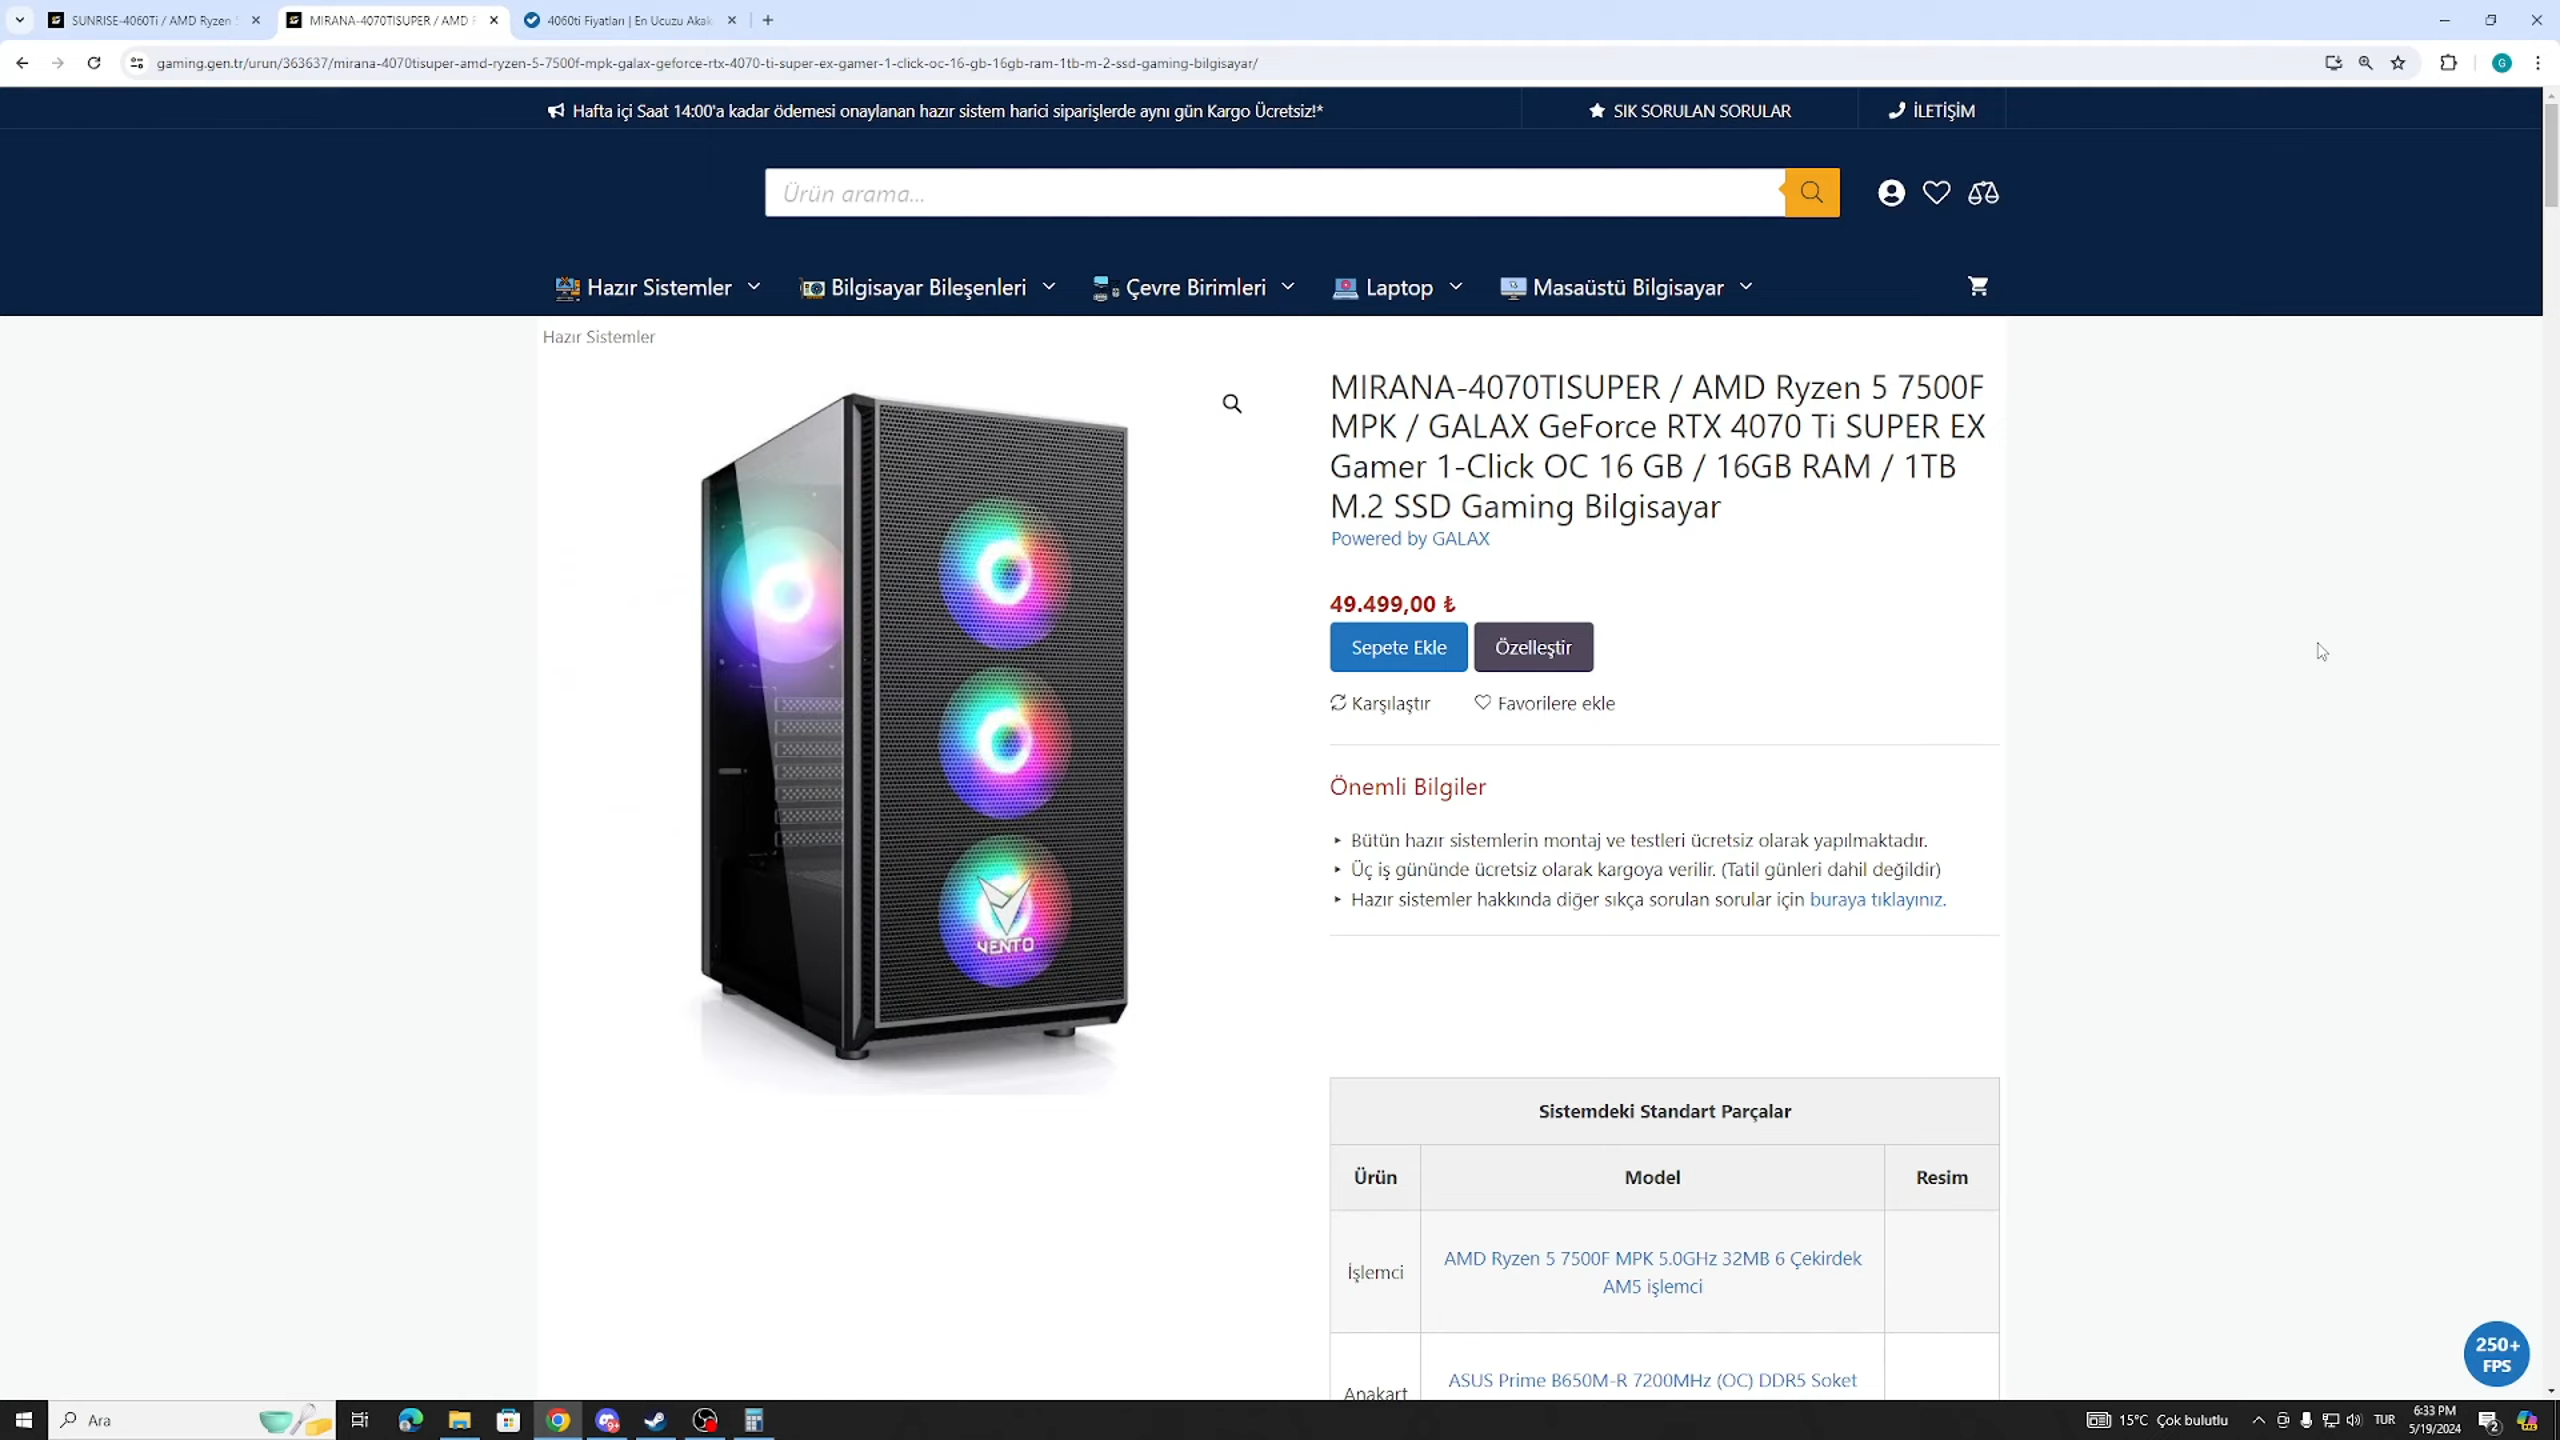 SUNRISE-4060Ti / AMD Ryzen
MIRANA-4070TISUPER / AMD
4060ti Fiyatları | En Ucuzu Akak
gaming.gen.tr/urun/363637/mirana-4070tisuper-amd-ryzen-5-7500f-mpk-galax-geforce-rtx-4070-ti-super-ex-gamer-1-click-oc-16-gb-16gb-ram-1tb-m-2-ssd-gaming-bilgisayar/
G
Hafta içi Saat 14:00'a kadar ödemesi onaylanan hazır sistem harici siparişlerde aynı gün Kargo Ücretsiz!*
SIK SORULAN SORULAR
İLETİŞİM
Ürün arama...
Hazır Sistemler
Bilgisayar Bileşenleri
Çevre Birimleri
Laptop
Masaüstü Bilgisayar
Hazır Sistemler
MIRANA-4070TISUPER / AMD Ryzen 5 7500F
MPK / GALAX GeForce RTX 4070 Ti SUPER EX
Gamer 1-Click OC 16 GB / 16GB RAM / 1TB
M.2 SSD Gaming Bilgisayar
Powered by GALAX
49.499,00 ₺
Sepete Ekle
Özelleştir
Karşılaştır
Favorilere ekle
Önemli Bilgiler
Bütün hazır sistemlerin montaj ve testleri ücretsiz olarak yapılmaktadır.
Üç iş gününde ücretsiz olarak kargoya verilir. (Tatil günleri dahil değildir)
Hazır sistemler hakkında diğer sıkça sorulan sorular için buraya tıklayınız.
VENTO
Sistemdeki Standart Parçalar
Ürün
Model
Resim
İşlemci
AMD Ryzen 5 7500F MPK 5.0GHz 32MB 6 Çekirdek
AM5 işlemci
Anakart
ASUS Prime B650M-R 7200MHz (OC) DDR5 Soket
250+
FPS
Ara
15°C Çok bulutlu
TUR
6:33 PM
5/19/2024
2